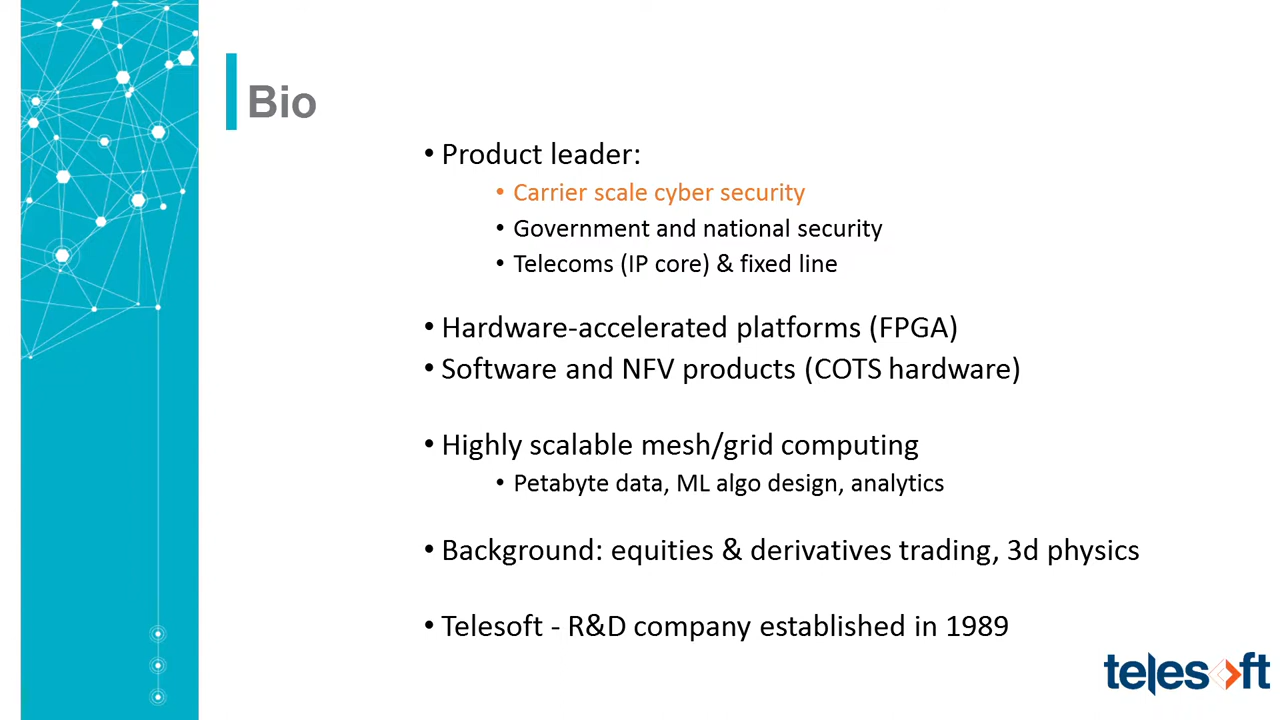 Bio
• Product leader:
• Carrier scale cyber security
• Government and national security
• Telecoms (IP core) & fixed line
• Hardware-accelerated platforms (FPGA)
• Software and NFV products (COTS hardware)
• Highly scalable mesh/grid computing
• Petabyte data, ML algo design, analytics
• Background: equities & derivatives trading, 3d physics
• Telesoft - R&D company established in 1989
telesoft